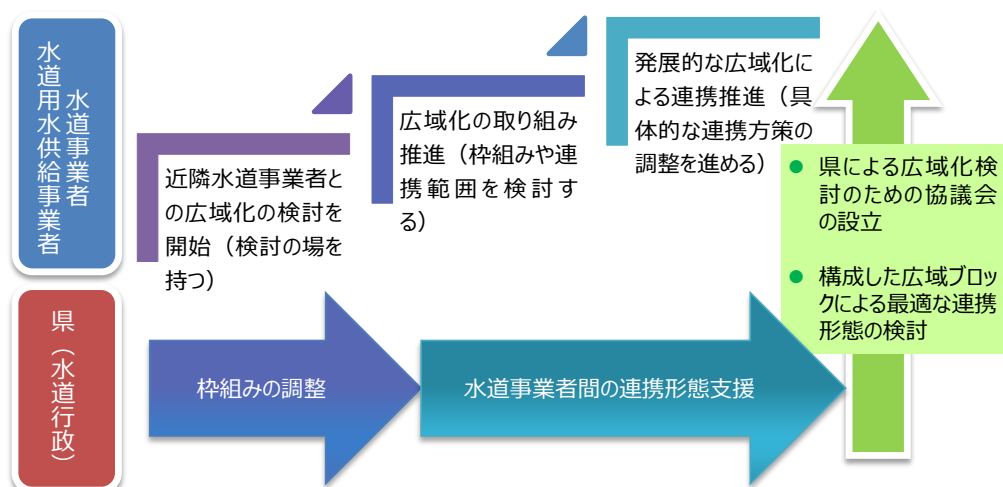 水道事業者
水道用水供給事業者
近隣水道事業者と
の広域化の検討を
開始（検討の場を
持つ）
広域化の取り組み
推進（枠組みや連
携範囲を検討す
る）
発展的な広域化に
よる連携推進（具
体的な連携方策の
調整を進める）
● 県による広域化検
討のための協議会
の設立
● 構成した広域ブロッ
クによる最適な連携
形態の検討
県（水道行政）
枠組みの調整
水道事業者間の連携形態支援